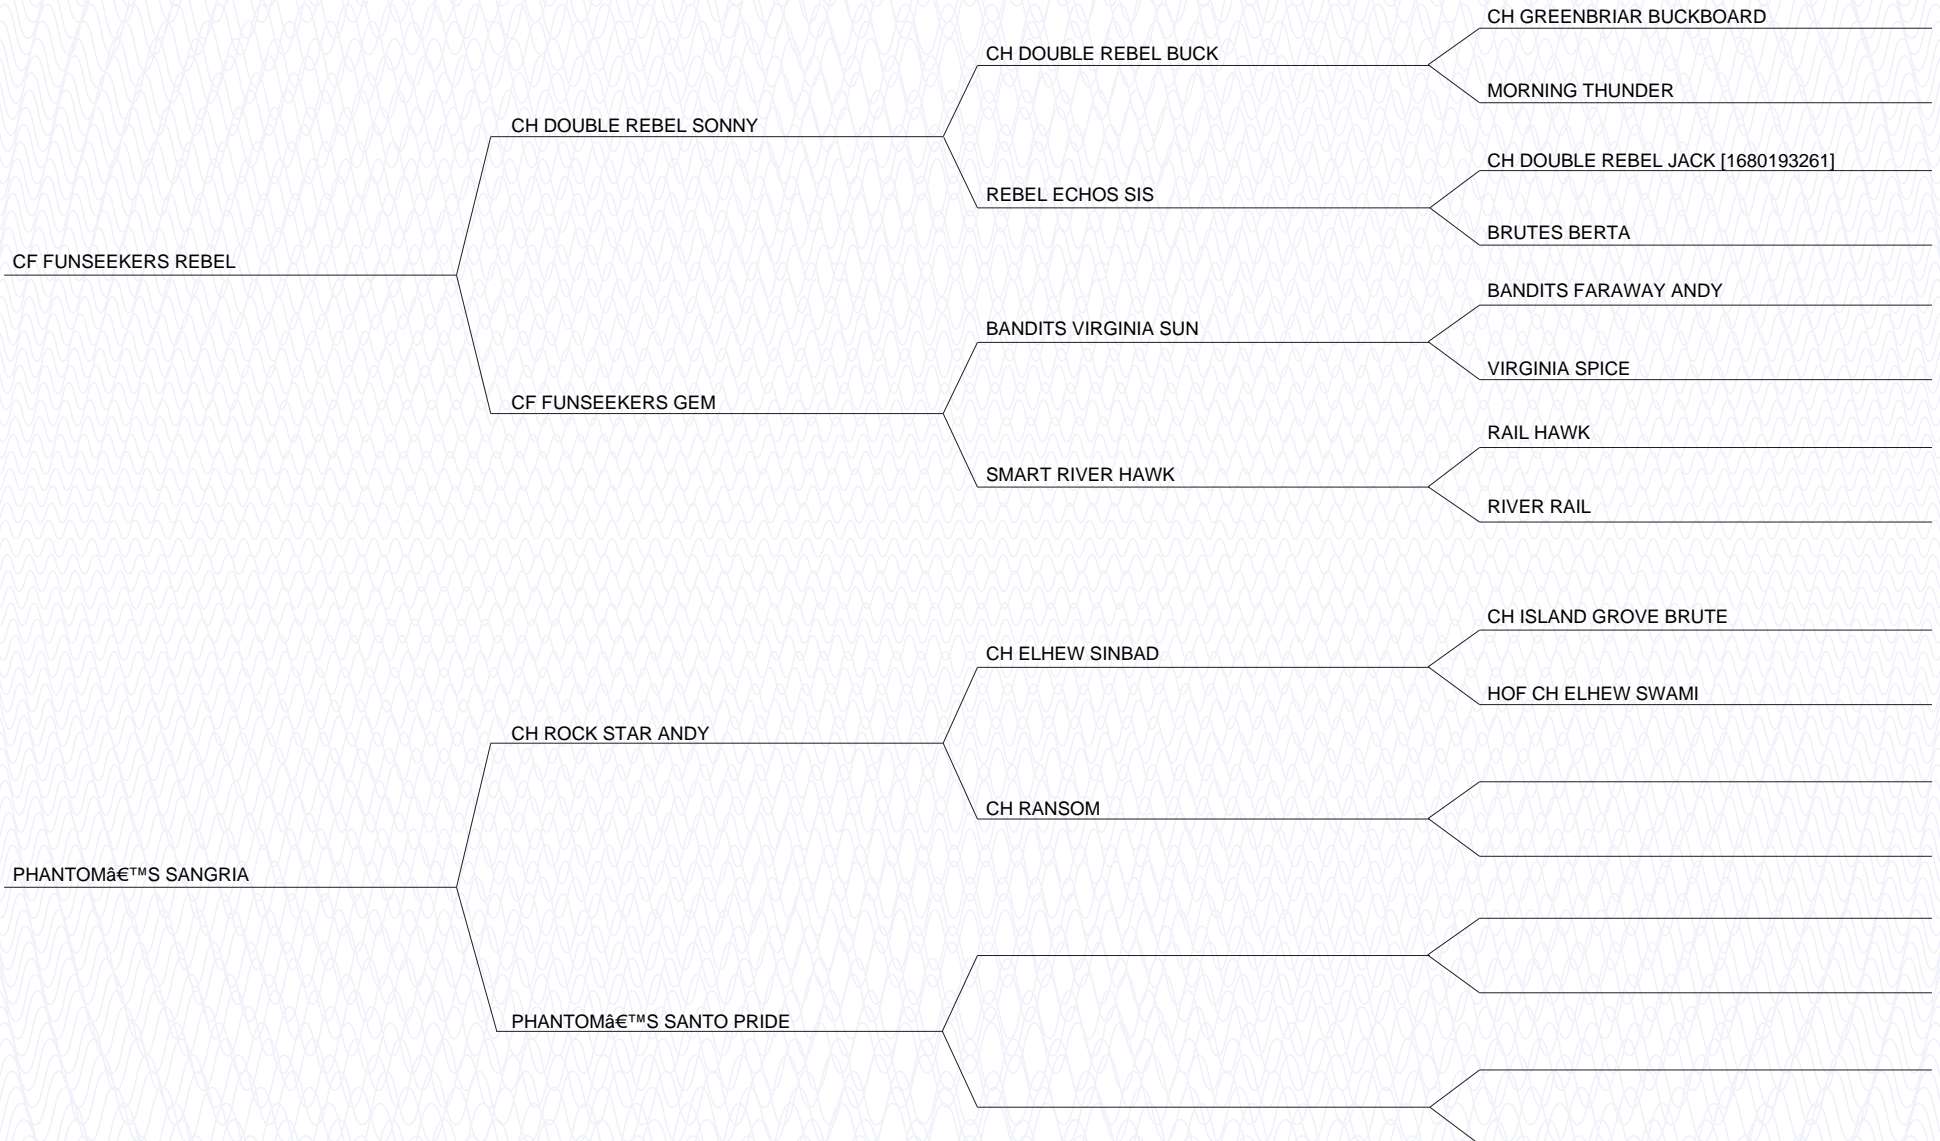 CH GREENBRIAR BUCKBOARD
CH DOUBLE REBEL BUCK
MORNING THUNDER
CH DOUBLE REBEL SONNY
CH DOUBLE REBEL JACK [1680193261]
REBEL ECHOS SIS
BRUTES BERTA
CF FUNSEEKERS REBEL
BANDITS FARAWAY ANDY
BANDITS VIRGINIA SUN
VIRGINIA SPICE
CF FUNSEEKERS GEM
RAIL HAWK
SMART RIVER HAWK
RIVER RAIL
CH ISLAND GROVE BRUTE
CH ELHEW SINBAD
HOF CH ELHEW SWAMI
CH ROCK STAR ANDY
CH RANSOM
PHANTOMâ€™S SANGRIA
PHANTOMâ€™S SANTO PRIDE